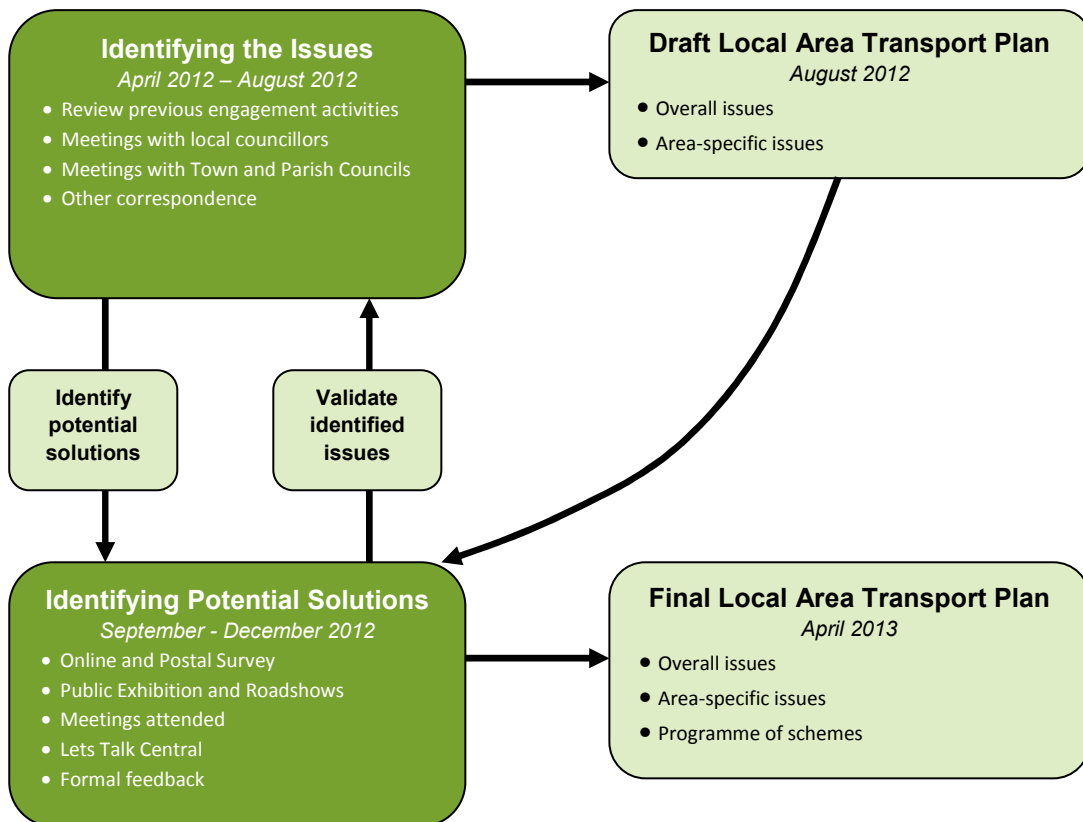 Identifying the Issues
April 2012 – August 2012
• Review previous engagement activities
• Meetings with local councillors
• Meetings with Town and Parish Councils
• Other correspondence
Draft Local Area Transport Plan
August 2012
• Overall issues
• Area-specific issues
Identify
potential
solutions
Validate
identified
issues
Identifying Potential Solutions
September - December 2012
• Online and Postal Survey
• Public Exhibition and Roadshows
• Meetings attended
• Lets Talk Central
• Formal feedback
Final Local Area Transport Plan
April 2013
• Overall issues
• Area-specific issues
• Programme of schemes